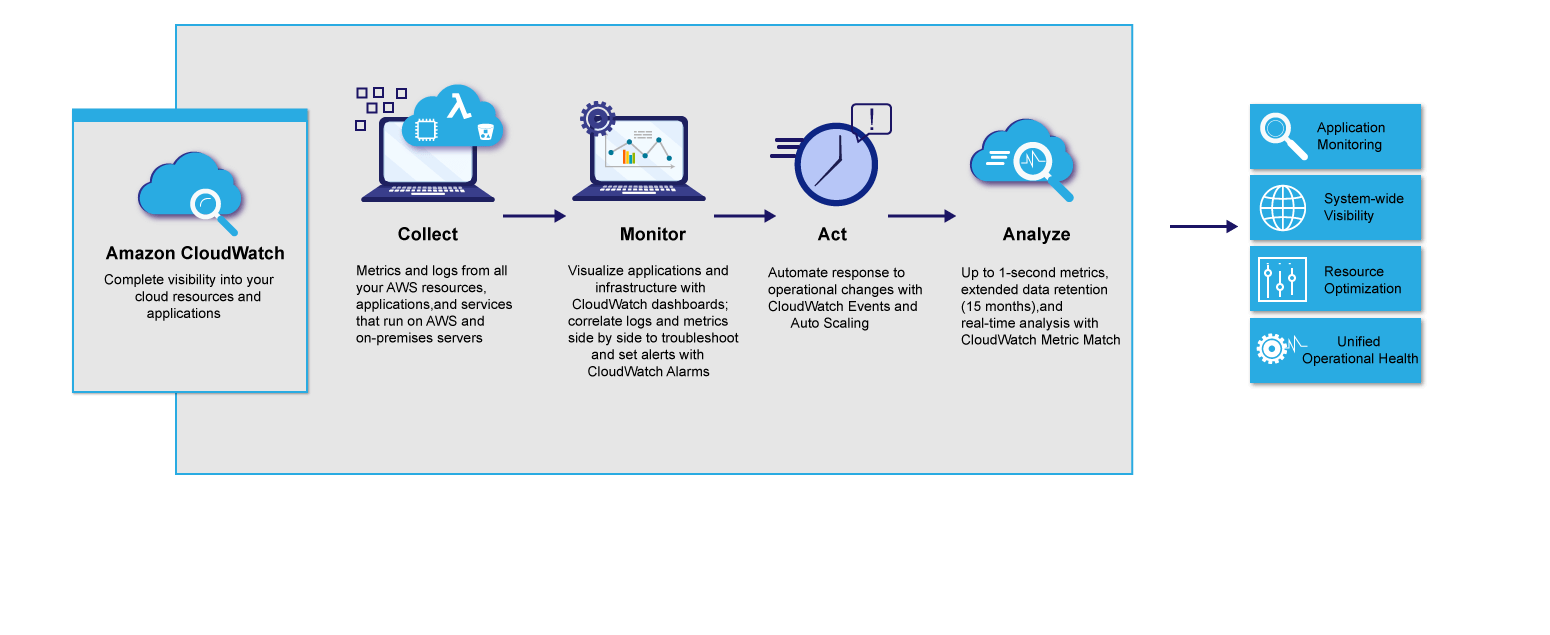 Amazon CloudWatch
Complete visibility into your
cloud resources and
applications
Collect
Metrics and logs from all
your AWS resources,
applications,and services
that run on AWS and
on-premises servers
Monitor
Visualize applications and
infrastructure with
CloudWatch dashboards;
correlate logs and metrics
side by side to troubleshoot
and set alerts with
CloudWatch Alarms
!
Act
Automate response to
operational changes with
CloudWatch Events and
Auto Scaling
Analyze
Up to 1-second metrics,
extended data retention
(15 months),and
real-time analysis with
CloudWatch Metric Match
Application
Monitoring
System-wide
Visibility
Resource
Optimization
Unified
Operational Health